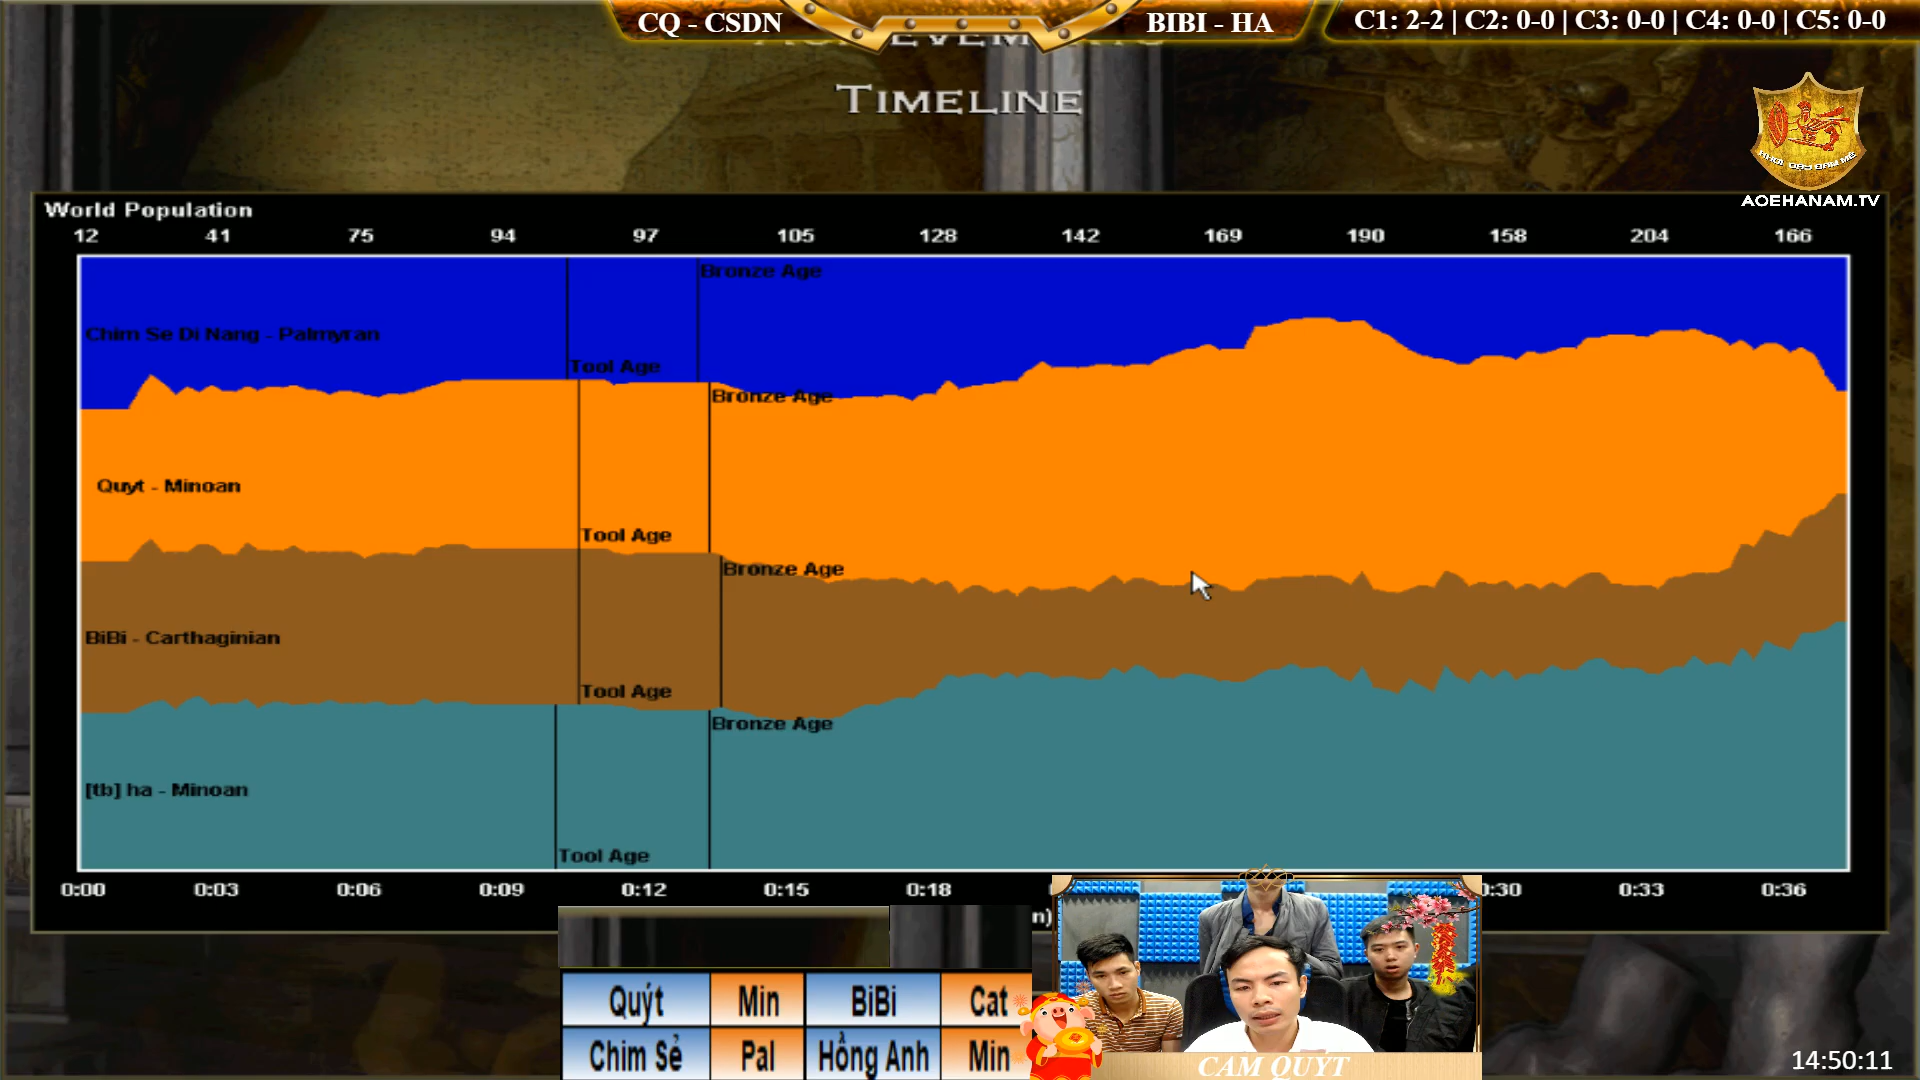 CQ - CSDN
BIBI - HA
C1: 2-2 | C2: 0-0 | C3: 0-0 | C4: 0-0 | C5: 0-0
TIMELINE
AOEHANAM.TV
World Population
12 41 75 94 97 105 128 142 169 190 158 204 166
Bronze Age
Chim Se Di Nang - Palmyran
Tool Age
Bronze Age
Quyt - Minoan
Tool Age
Bronze Age
BiBi - Carthaginian
Tool Age
Bronze Age
[tb] ha - Minoan
Tool Age
0:00 0:03 0:06 0:09 0:12 0:15 0:18 0:30 0:33 0:36
Quýt Min BiBi Cat
Chim Sẻ Pal Hồng Anh Min
CAM QUÝT
14:50:11